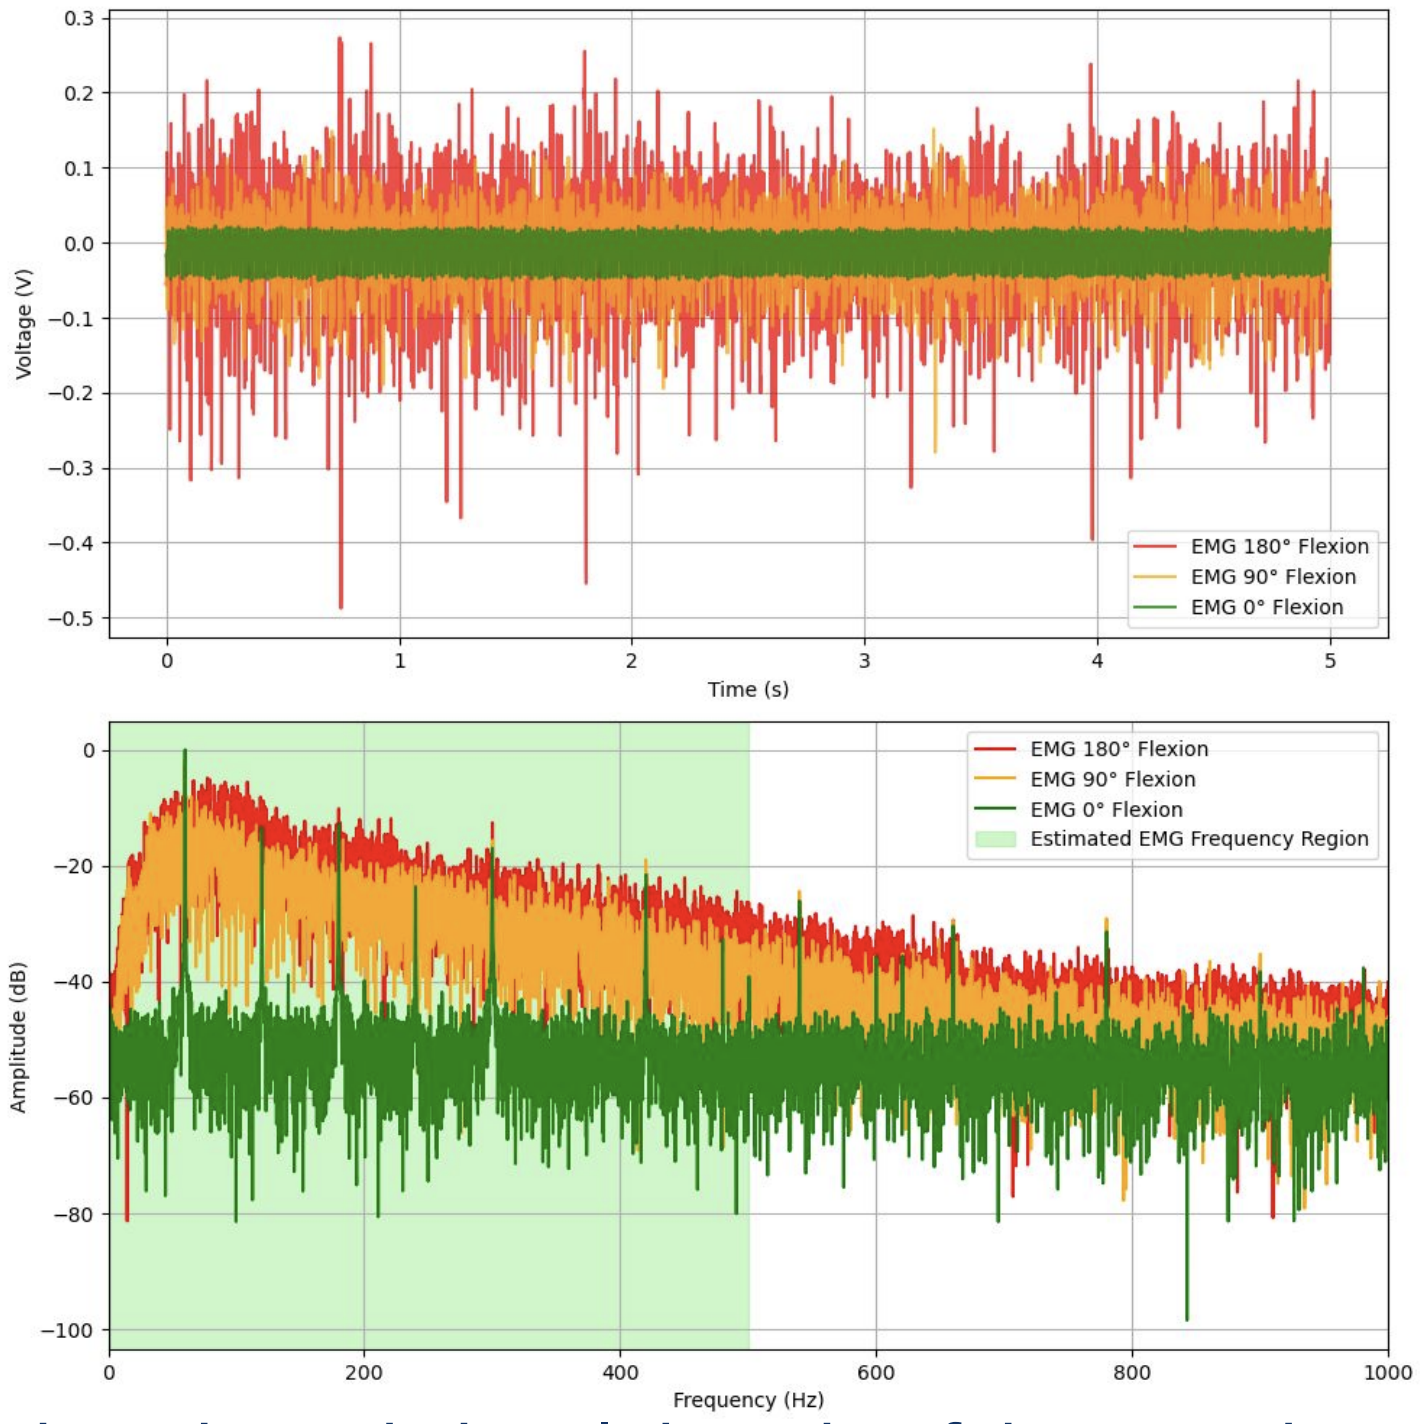 0.3
0.2
0.1
0.0
−0.1
−0.2
−0.3
−0.4
−0.5
Voltage (V)
EMG 180° Flexion
EMG 90° Flexion
EMG 0° Flexion
0 1 2 3 4 5
Time (s)
0
−20
−40
−60
−80
−100
Amplitude (dB)
EMG 180° Flexion
EMG 90° Flexion
EMG 0° Flexion
Estimated EMG Frequency Region
0 200 400 600 800 1000
Frequency (Hz)